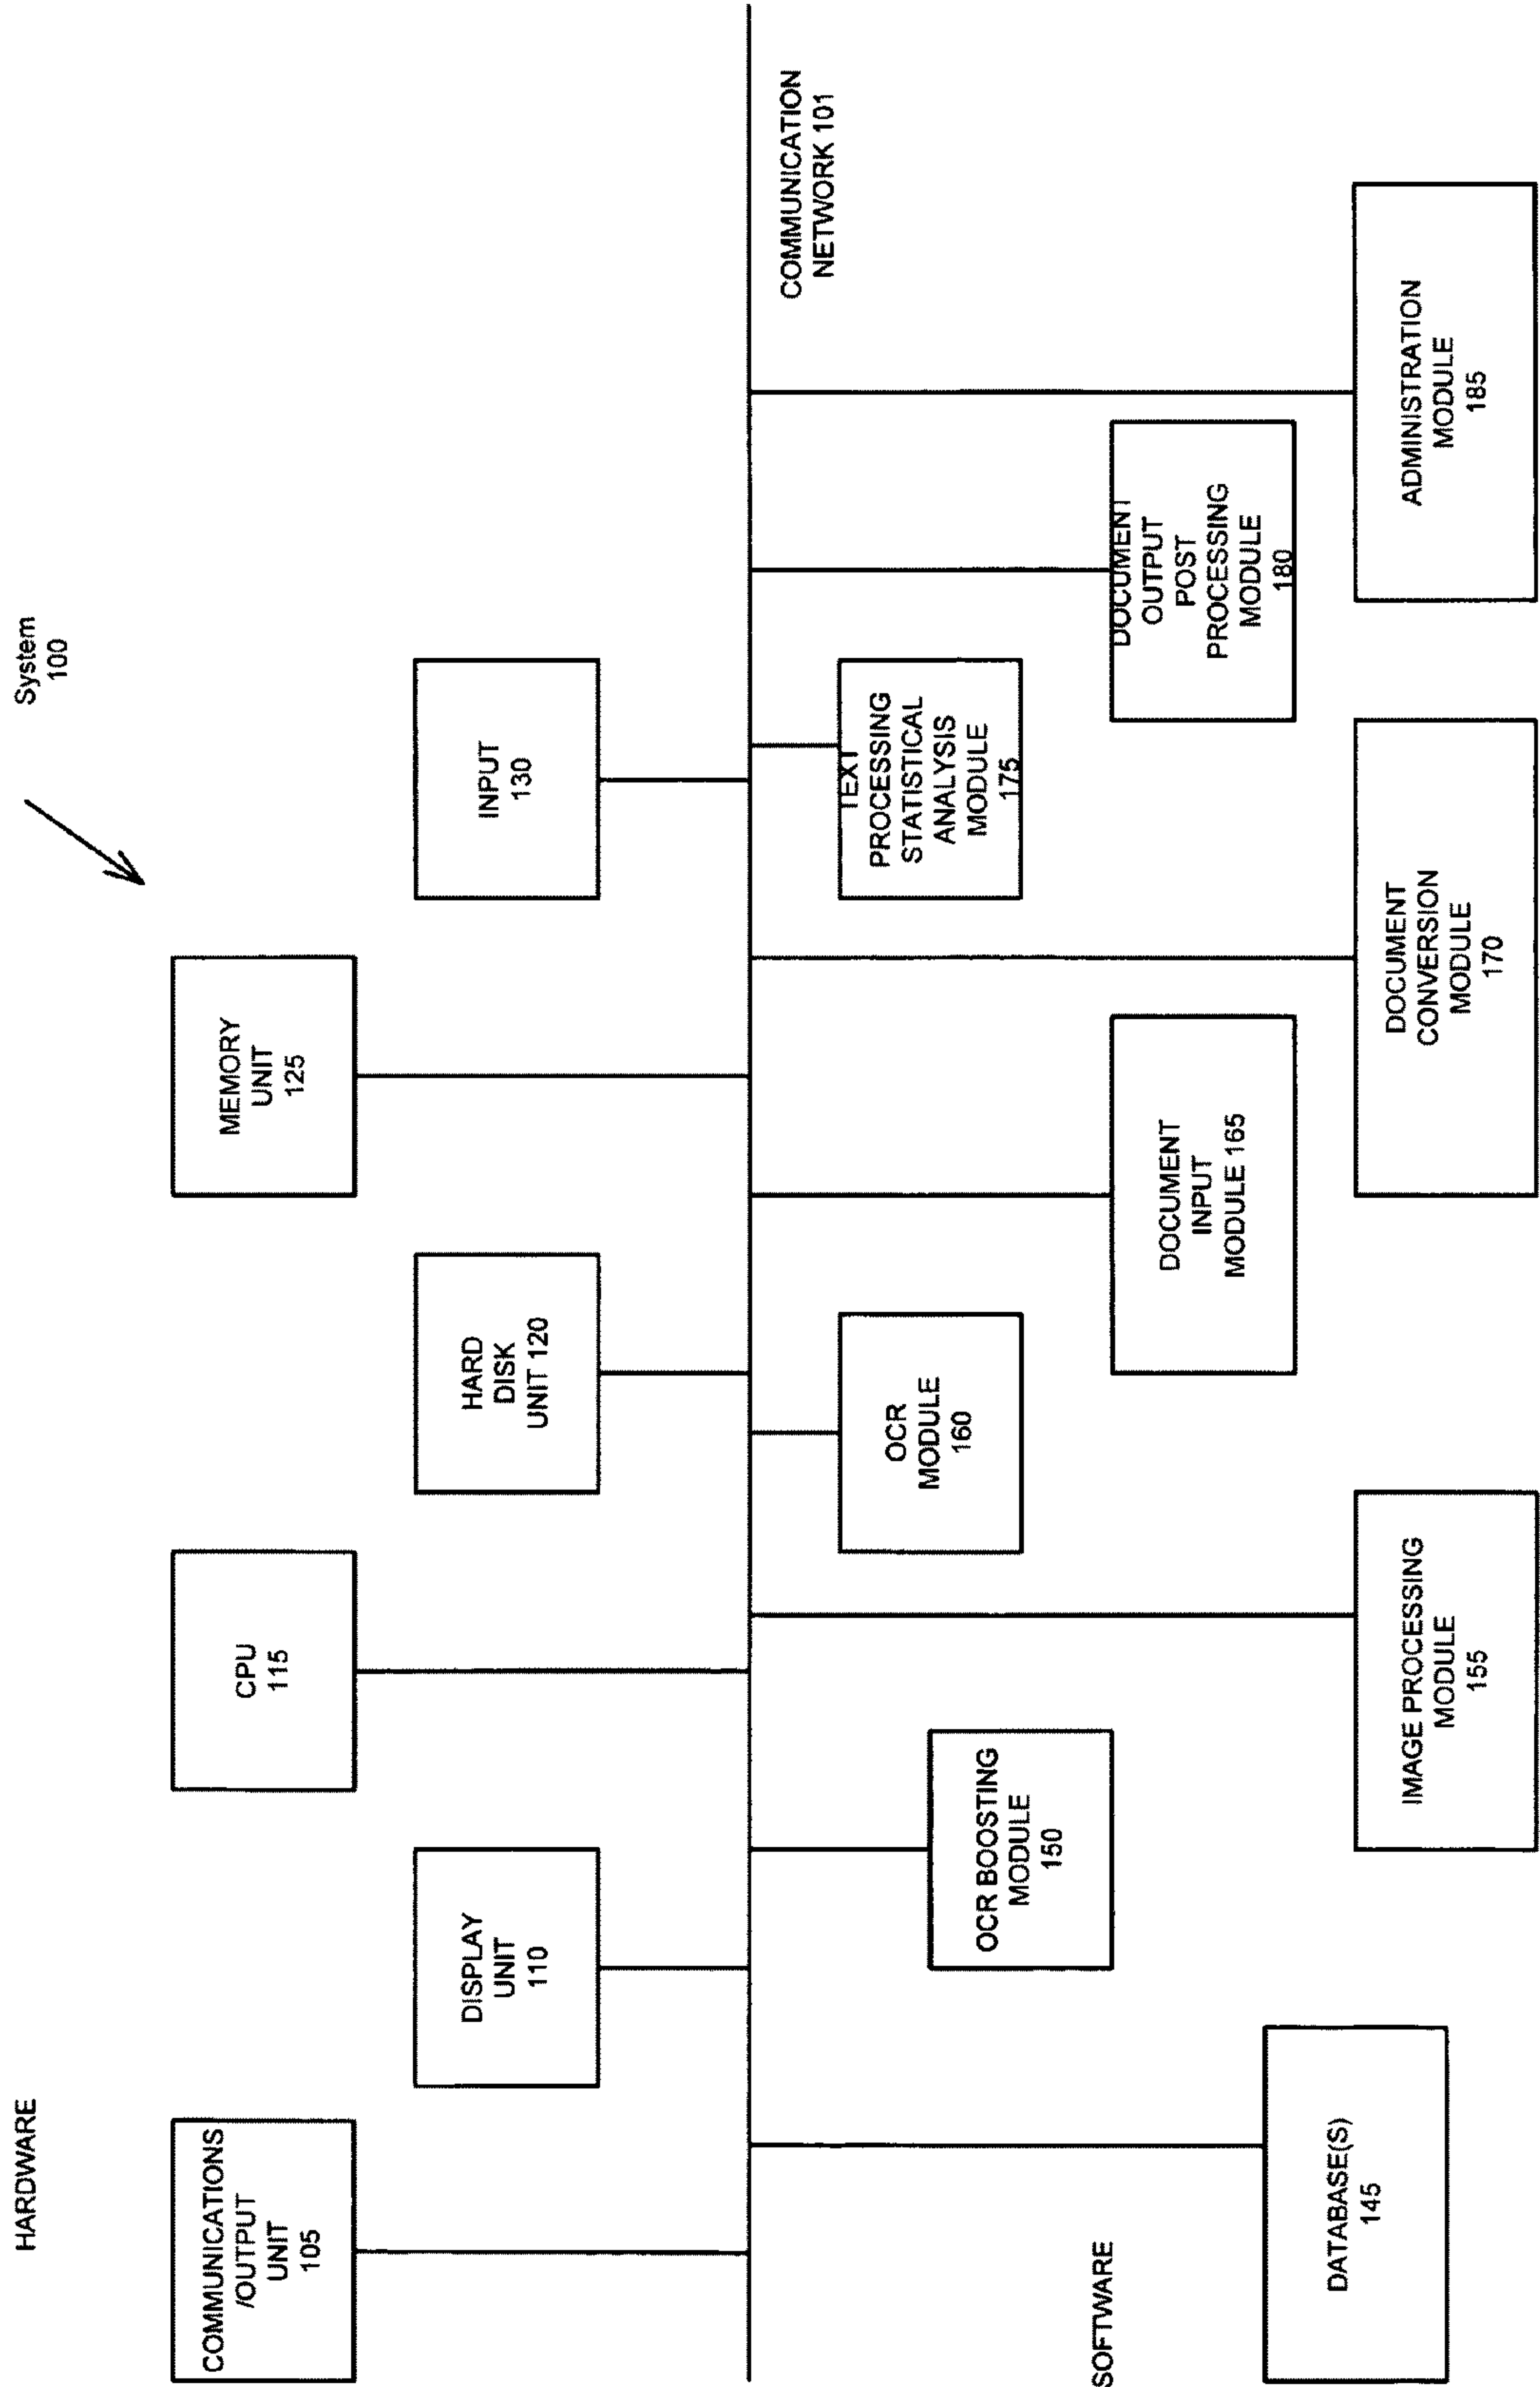 System
100
HARDWARE
COMMUNICATIONS
/OUTPUT
UNIT
105
DISPLAY
UNIT
110
CPU
115
HARD
DISK
UNIT 120
MEMORY
UNIT
125
INPUT
130
COMMUNICATION
NETWORK 101
SOFTWARE
DATABASE(S)
145
OCR BOOSTING
MODULE
150
IMAGE PROCESSING
MODULE
155
OCR
MODULE
160
DOCUMENT
INPUT
MODULE 165
DOCUMENT
CONVERSION
MODULE
170
TEXT
PROCESSING
STATISTICAL
ANALYSIS
MODULE
175
DOCUMENT
OUTPUT
POST
PROCESSING
MODULE
180
ADMINISTRATION
MODULE
185